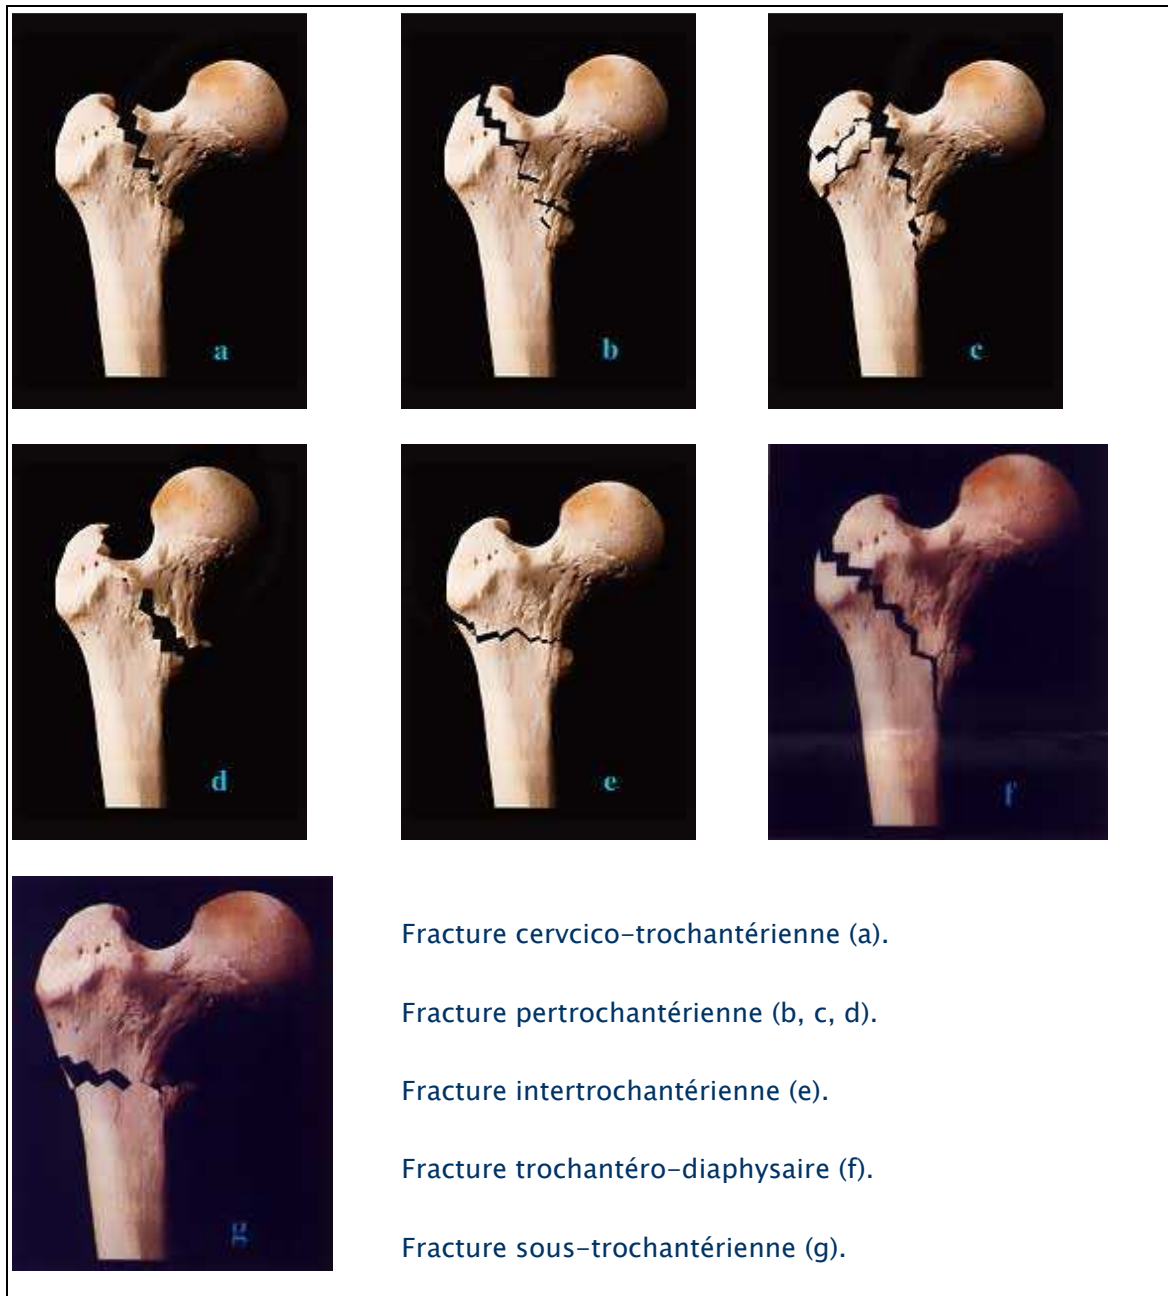 a
b
c
d
e
f
g
Fracture cervcico-trochantérienne (a).
Fracture pertrochantérienne (b, c, d).
Fracture intertrochantérienne (e).
Fracture trochantéro-diaphysaire (f).
Fracture sous-trochantérienne (g).